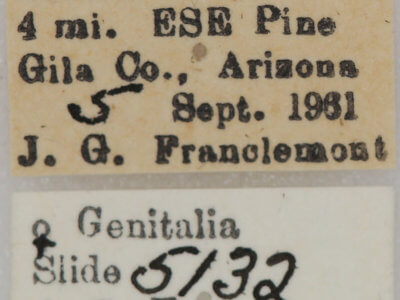 4 mi. ESE Pine
Gila Co., Arizona
5 Sept. 1961
J. G. Franclemont
♀ Genitalia
Slide 5132